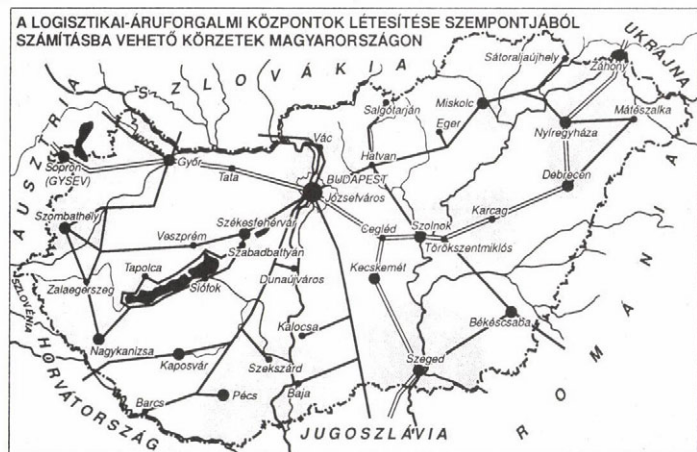 A LOGISZTIKAI-ÁRUFORGALMI KÖZPONTOK LÉTESÍTÉSE SZEMPONTJÁBÓL
SZÁMÍTÁSBA VEHETŐ KÖRZETEK MAGYARORSZÁGON
UKRAJNA
SZLOVÁKIA
AUSZTRIA
Sátoraljaújhely
Záhony
Salgótarján
Miskolc
Mátészalka
Eger
Nyíregyháza
Vác
Hatvan
Sopron
(GYSEV)
Győr
Tata
BUDAPEST
Józsefváros
Debrecen
Szombathely
Székesfehérvár
Karcag
Cegléd
Szolnok
Veszprém
Szabadbattyán
Törökszentmiklós
Tapolca
Kecskemét
Zalaegerszeg
Siófok
Dunaújváros
SZLOVÉNIA
Kalocsa
Békéscsaba
Nagykanizsa
Kaposvár
Szekszárd
Szeged
HORVÁTORSZÁG
Barcs
Pécs
Baja
JUGOSZLÁVIA
ROMÁNIA